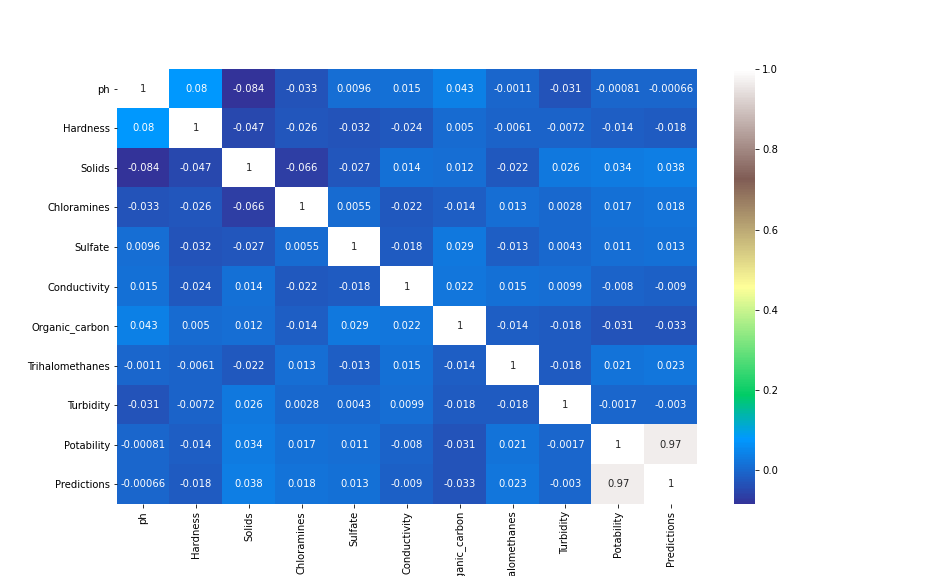 ph 1 0.08 -0.084 -0.033 0.0096 0.015 0.043 -0.0011 -0.031 -0.00081 -0.00066
Hardness 0.08 1 -0.047 -0.026 -0.032 -0.024 0.005 -0.0061 -0.0072 -0.014 -0.018
Solids -0.084 -0.047 1 -0.066 -0.027 0.014 0.012 -0.022 0.026 0.034 0.038
Chloramines -0.033 -0.026 -0.066 1 0.0055 -0.022 -0.014 0.013 0.0028 0.017 0.018
Sulfate 0.0096 -0.032 -0.027 0.0055 1 -0.018 0.029 -0.013 0.0043 0.011 0.013
Conductivity 0.015 -0.024 0.014 -0.022 -0.018 1 0.022 0.015 0.0099 -0.008 -0.009
Organic_carbon 0.043 0.005 0.012 -0.014 0.029 0.022 1 -0.014 -0.018 -0.031 -0.033
Trihalomethanes -0.0011 -0.0061 -0.022 0.013 -0.013 0.015 -0.014 1 -0.018 0.021 0.023
Turbidity -0.031 -0.0072 0.026 0.0028 0.0043 0.0099 -0.018 -0.018 1 -0.0017 -0.003
Potability -0.00081 -0.014 0.034 0.017 0.011 -0.008 -0.031 0.021 -0.0017 1 0.97
Predictions -0.00066 -0.018 0.038 0.018 0.013 -0.009 -0.033 0.023 -0.003 0.97 1
ph Hardness Solids Chloramines Sulfate Conductivity ganic_carbon alomethanes Turbidity Potability Predictions
1.0
0.8
0.6
0.4
0.2
0.0